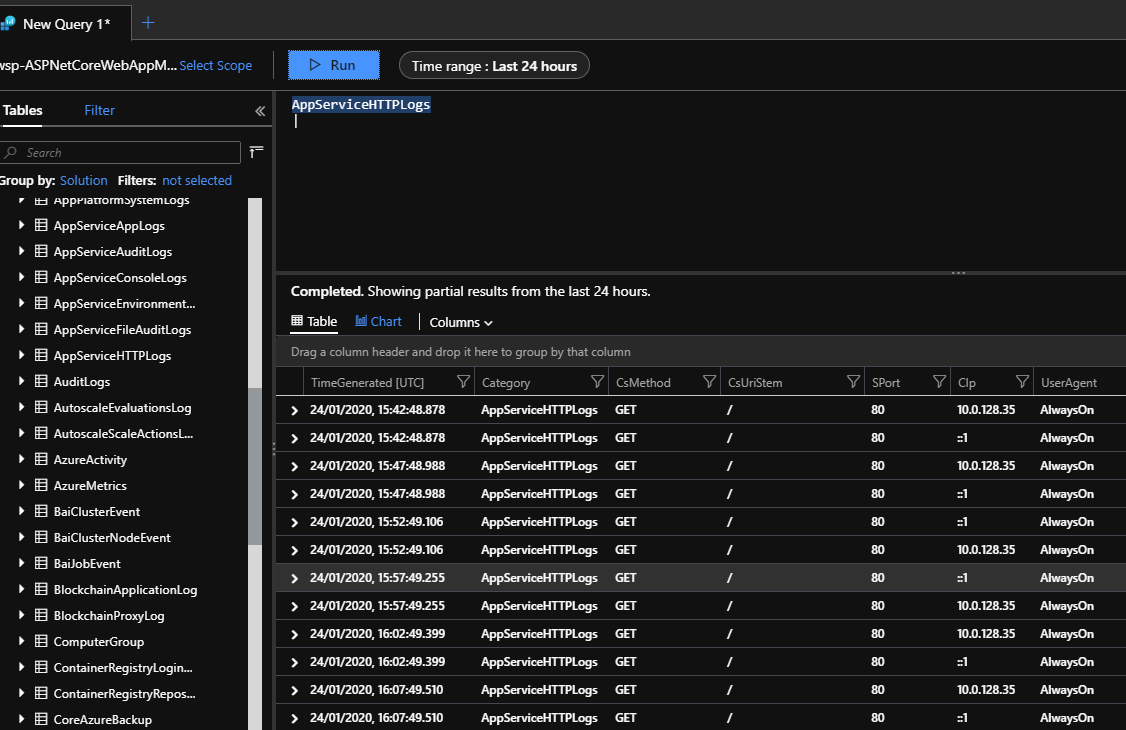 New Query 1*
wsp-ASPNetCoreWebAppM... Select Scope
Run
Time range : Last 24 hours
Tables Filter
Search
Group by: Solution Filters: not selected
AppPlatformSystemLogs
AppServiceAppLogs
AppServiceAuditLogs
AppServiceConsoleLogs
AppServiceEnvironment...
AppServiceFileAuditLogs
AppServiceHTTPLogs
AuditLogs
AutoscaleEvaluationsLog
AutoscaleScaleActionsL...
AzureActivity
AzureMetrics
BaiClusterEvent
BaiClusterNodeEvent
BaiJobEvent
BlockchainApplicationLog
BlockchainProxyLog
ComputerGroup
ContainerRegistryLogin...
ContainerRegistryRepos...
CoreAzureBackup
AppServiceHTTPLogs
Completed. Showing partial results from the last 24 hours.
Table Chart Columns
Drag a column header and drop it here to group by that column
TimeGenerated [UTC] Category CsMethod CsUriStem SPort CIp UserAgent
24/01/2020, 15:42:48.878 AppServiceHTTPLogs GET / 80 10.0.128.35 AlwaysOn
24/01/2020, 15:42:48.878 AppServiceHTTPLogs GET / 80 ::1 AlwaysOn
24/01/2020, 15:47:48.988 AppServiceHTTPLogs GET / 80 10.0.128.35 AlwaysOn
24/01/2020, 15:47:48.988 AppServiceHTTPLogs GET / 80 ::1 AlwaysOn
24/01/2020, 15:52:49.106 AppServiceHTTPLogs GET / 80 ::1 AlwaysOn
24/01/2020, 15:52:49.106 AppServiceHTTPLogs GET / 80 10.0.128.35 AlwaysOn
24/01/2020, 15:57:49.255 AppServiceHTTPLogs GET / 80 ::1 AlwaysOn
24/01/2020, 15:57:49.255 AppServiceHTTPLogs GET / 80 10.0.128.35 AlwaysOn
24/01/2020, 16:02:49.399 AppServiceHTTPLogs GET / 80 10.0.128.35 AlwaysOn
24/01/2020, 16:02:49.399 AppServiceHTTPLogs GET / 80 ::1 AlwaysOn
24/01/2020, 16:07:49.510 AppServiceHTTPLogs GET / 80 10.0.128.35 AlwaysOn
24/01/2020, 16:07:49.510 AppServiceHTTPLogs GET / 80 ::1 AlwaysOn